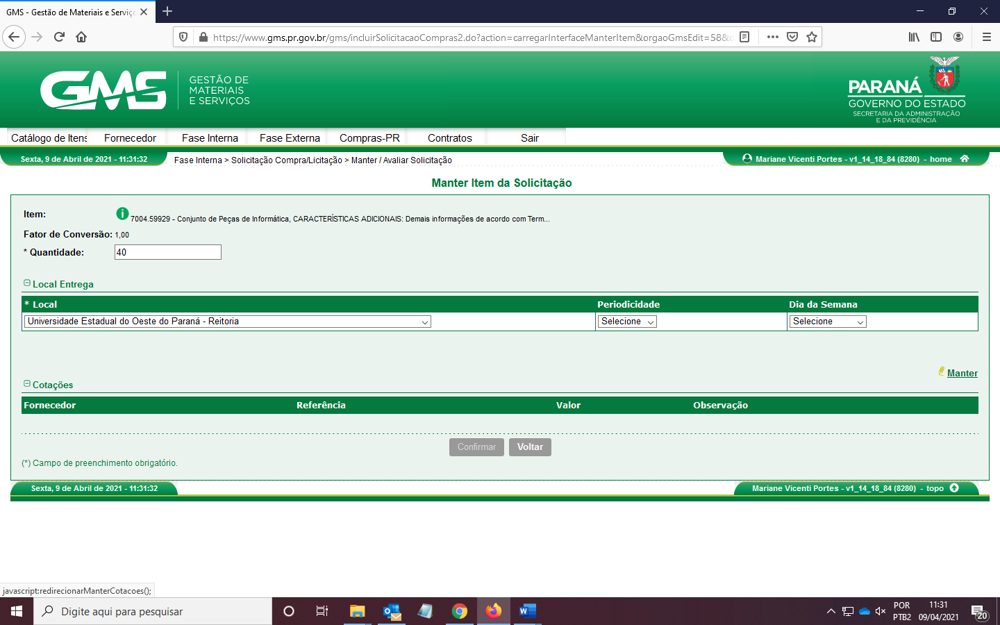 GMS - Gestão de Materiais e Serviç
https://www.gms.pr.gov.br/gms/incluirSolicitacaoCompras2.do?action=carregarInterfaceManterItem&orgaoGmsEdit=58&
GMS
GESTÃO DE
MATERIAIS
E SERVIÇOS
PARANÁ
GOVERNO DO ESTADO
SECRETARIA DA ADMINISTRAÇÃO
E DA PREVIDÊNCIA
Catálogo de Itens Fornecedor Fase Interna Fase Externa Compras-PR Contratos Sair
Sexta, 9 de Abril de 2021 - 11:31:32 Fase Interna > Solicitação Compra/Licitação > Manter / Avaliar Solicitação Mariane Vicenti Portes - v1_14_18_84 (8280) - home
Manter Item da Solicitação
Item: 7004.59929 - Conjunto de Peças de Informática, CARACTERÍSTICAS ADICIONAIS: Demais informações de acordo com Term...
Fator de Conversão: 1,00
* Quantidade: 40
Local Entrega
* Local Periodicidade Dia da Semana
Universidade Estadual do Oeste do Paraná - Reitoria Selecione Selecione
Manter
Cotações
Fornecedor Referência Valor Observação
Confirmar Voltar
(*) Campo de preenchimento obrigatório.
Sexta, 9 de Abril de 2021 - 11:31:32 Mariane Vicenti Portes - v1_14_18_84 (8280) - topo
javascript:redirecionarManterCotacoes();
Digite aqui para pesquisar
POR
PTB2
11:31
09/04/2021
20